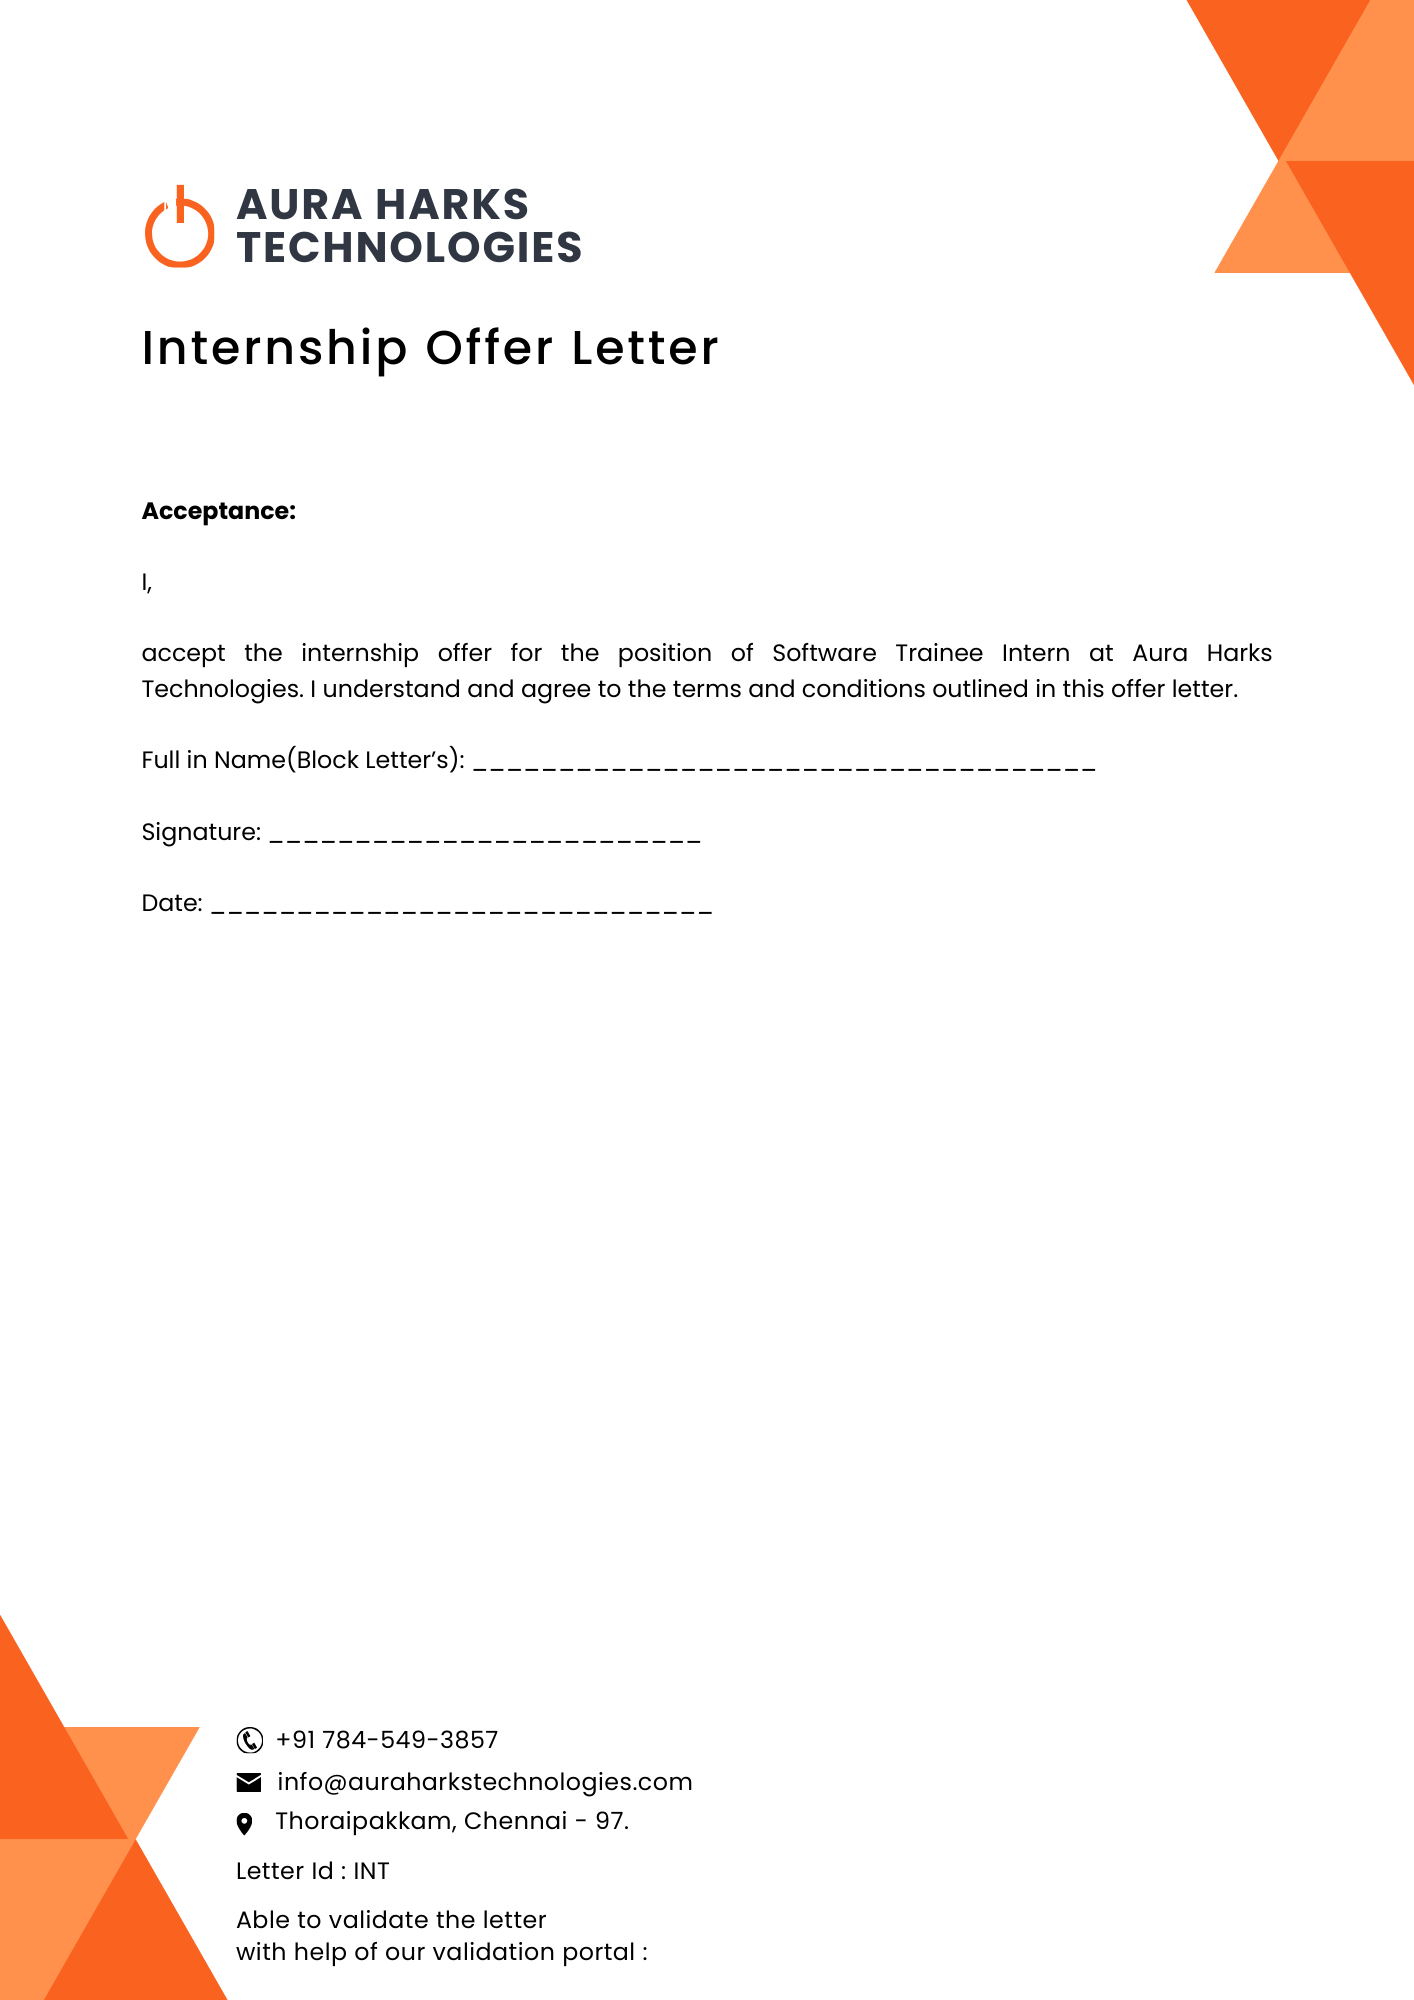 AURA HARKS
TECHNOLOGIES
Internship Offer Letter
Acceptance:
I,
accept the internship offer for the position of Software Trainee Intern at Aura Harks
Technologies. I understand and agree to the terms and conditions outlined in this offer letter.
Full in Name(Block Letter’s): ____________________________________
Signature: _________________________
Date: _____________________________
+91 784-549-3857
info@auraharkstechnologies.com
Thoraipakkam, Chennai - 97.
Letter Id : INT
Able to validate the letter
with help of our validation portal :